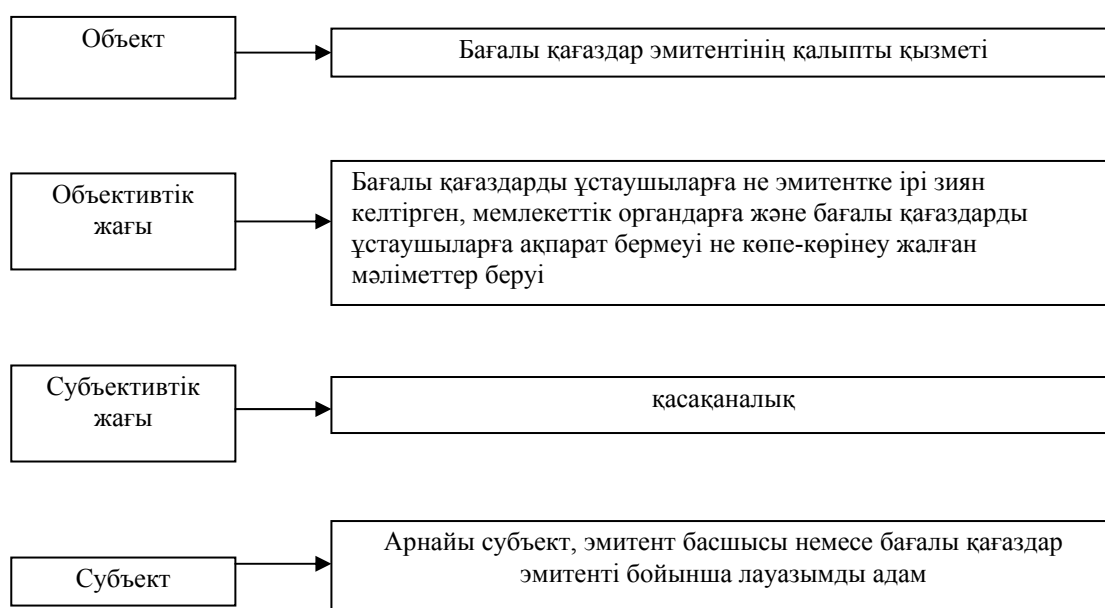 Объект
Бағалы қағаздар эмитентінің қалыпты қызметі
Объективтік
жағы
Бағалы қағаздарды ұстаушыларға не эмитентке ірі зиян
келтірген, мемлекеттік органдарға және бағалы қағаздарды
ұстаушыларға ақпарат бермеуі не көпе-көрінеу жалған
мәліметтер беруі
Субъективтік
жағы
қасақаналық
Субъект
Арнайы субъект, эмитент басшысы немесе бағалы қағаздар
эмитенті бойынша лауазымды адам